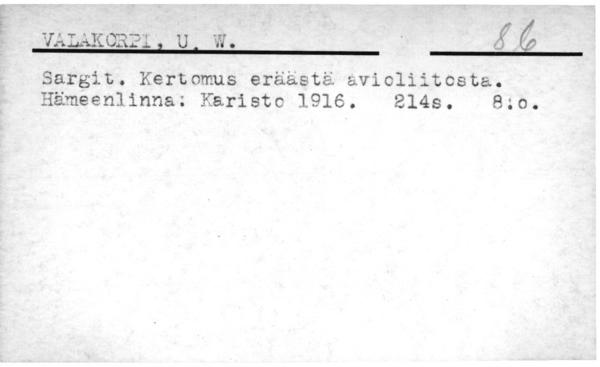 VALAKORPI, U. W. 86
Sargit. Kertomus eräästä avioliitosta.
Hämeenlinna: Karisto 1916. 214s. 8:o.